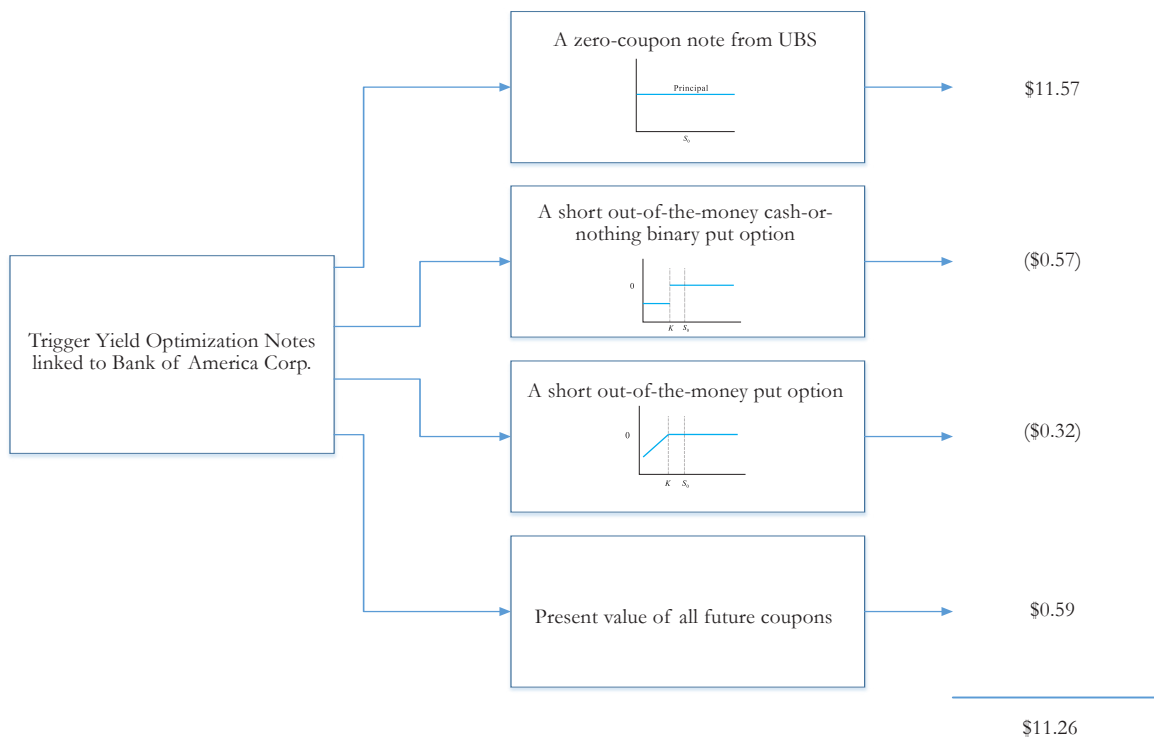 A zero-coupon note from UBS
Principal
S₀
$11.57
A short out-of-the-money cash-or-
nothing binary put option
0
K S₀
($0.57)
Trigger Yield Optimization Notes
linked to Bank of America Corp.
A short out-of-the-money put option
0
K S₀
($0.32)
Present value of all future coupons
$0.59
$11.26